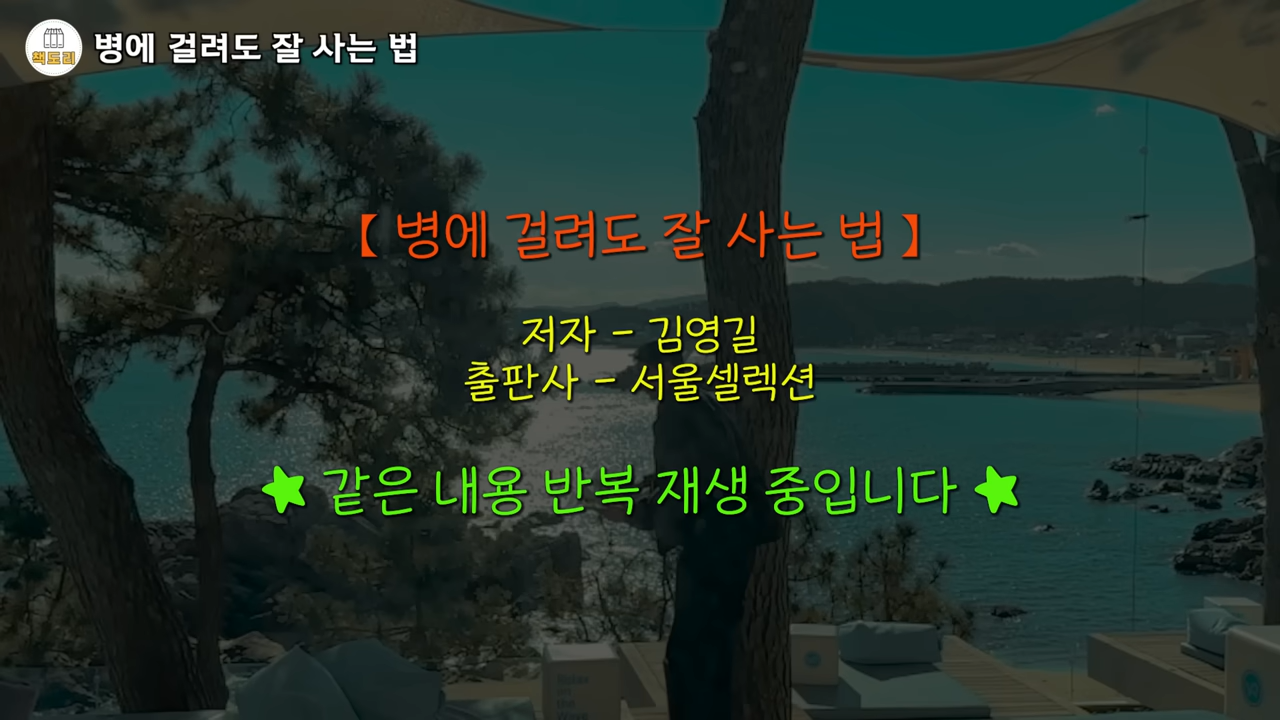 책도리
병에 걸려도 잘 사는 법
【 병에 걸려도 잘 사는 법 】
저자 - 김영길
출판사 - 서울셀렉션
★ 같은 내용 반복 재생 중입니다 ★